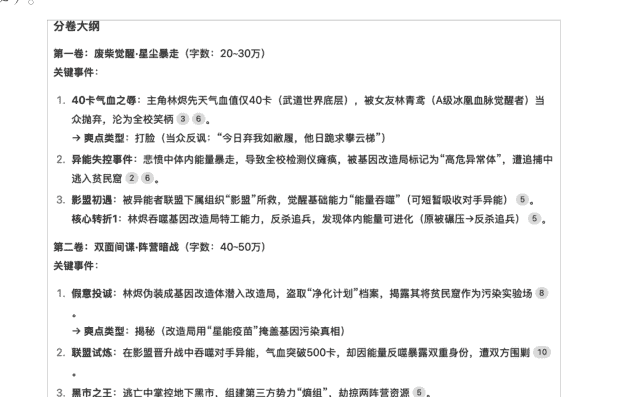 分卷大纲
第一卷：废柴觉醒·星尘暴走（字数：20~30万）
关键事件：
1. 40卡气血之辱：主角林烬先天气血值仅40卡（武道世界底层），被女友林青鸢（A级冰凰血脉觉醒者）当
众抛弃，沦为全校笑柄 3 6 。
→ 爽点类型：打脸（当众反讽：“今日弃我如敝履，他日跪求攀云梯”）
2. 异能失控事件：悲愤中体内能量暴走，导致全校检测仪瘫痪，被基因改造局标记为“高危异常体”，遭追捕中
逃入贫民窟 2 6 。
3. 影盟初遇：被异能者联盟下属组织“影盟”所救，觉醒基础能力“能量吞噬”（可短暂吸收对手异能） 5 。
核心转折1：林烬吞噬基因改造局特工能力，反杀追兵，发现体内能量可进化（原被碾压→反杀追兵） 5 。
第二卷：双面间谍·阵营暗战（字数：40~50万）
关键事件：
1. 假意投诚：林烬伪装成基因改造体潜入改造局，盗取“净化计划”档案，揭露其将贫民窟作为污染实验场 8
。
→ 爽点类型：揭秘（改造局用“星能疫苗”掩盖基因污染真相）
2. 联盟试炼：在影盟晋升战中吞噬对手异能，气血突破500卡，却因能量反噬暴露双重身份，遭双方围剿 10
。
3. 黑市之王：逃亡中掌控地下黑市，组建第三方势力“熵组”，劫掠两阵营资源 5 。